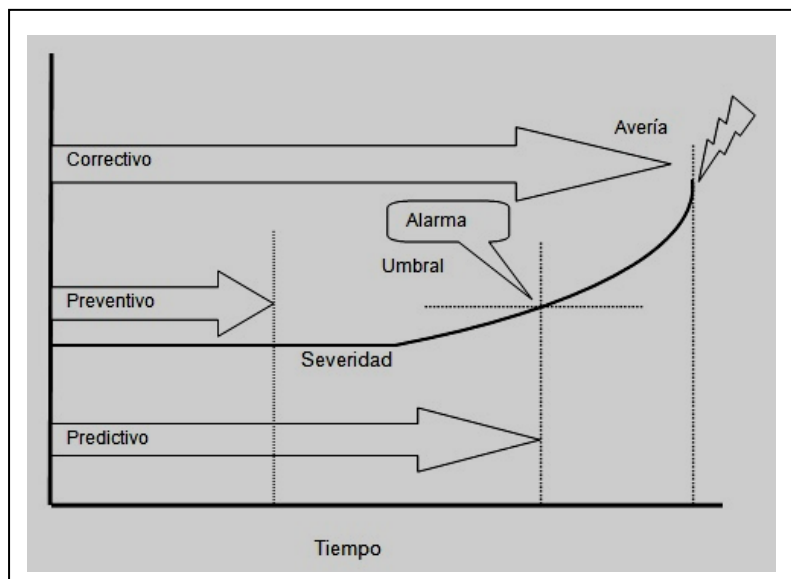 Avería
Correctivo
Alarma
Umbral
Preventivo
Severidad
Predictivo
Tiempo